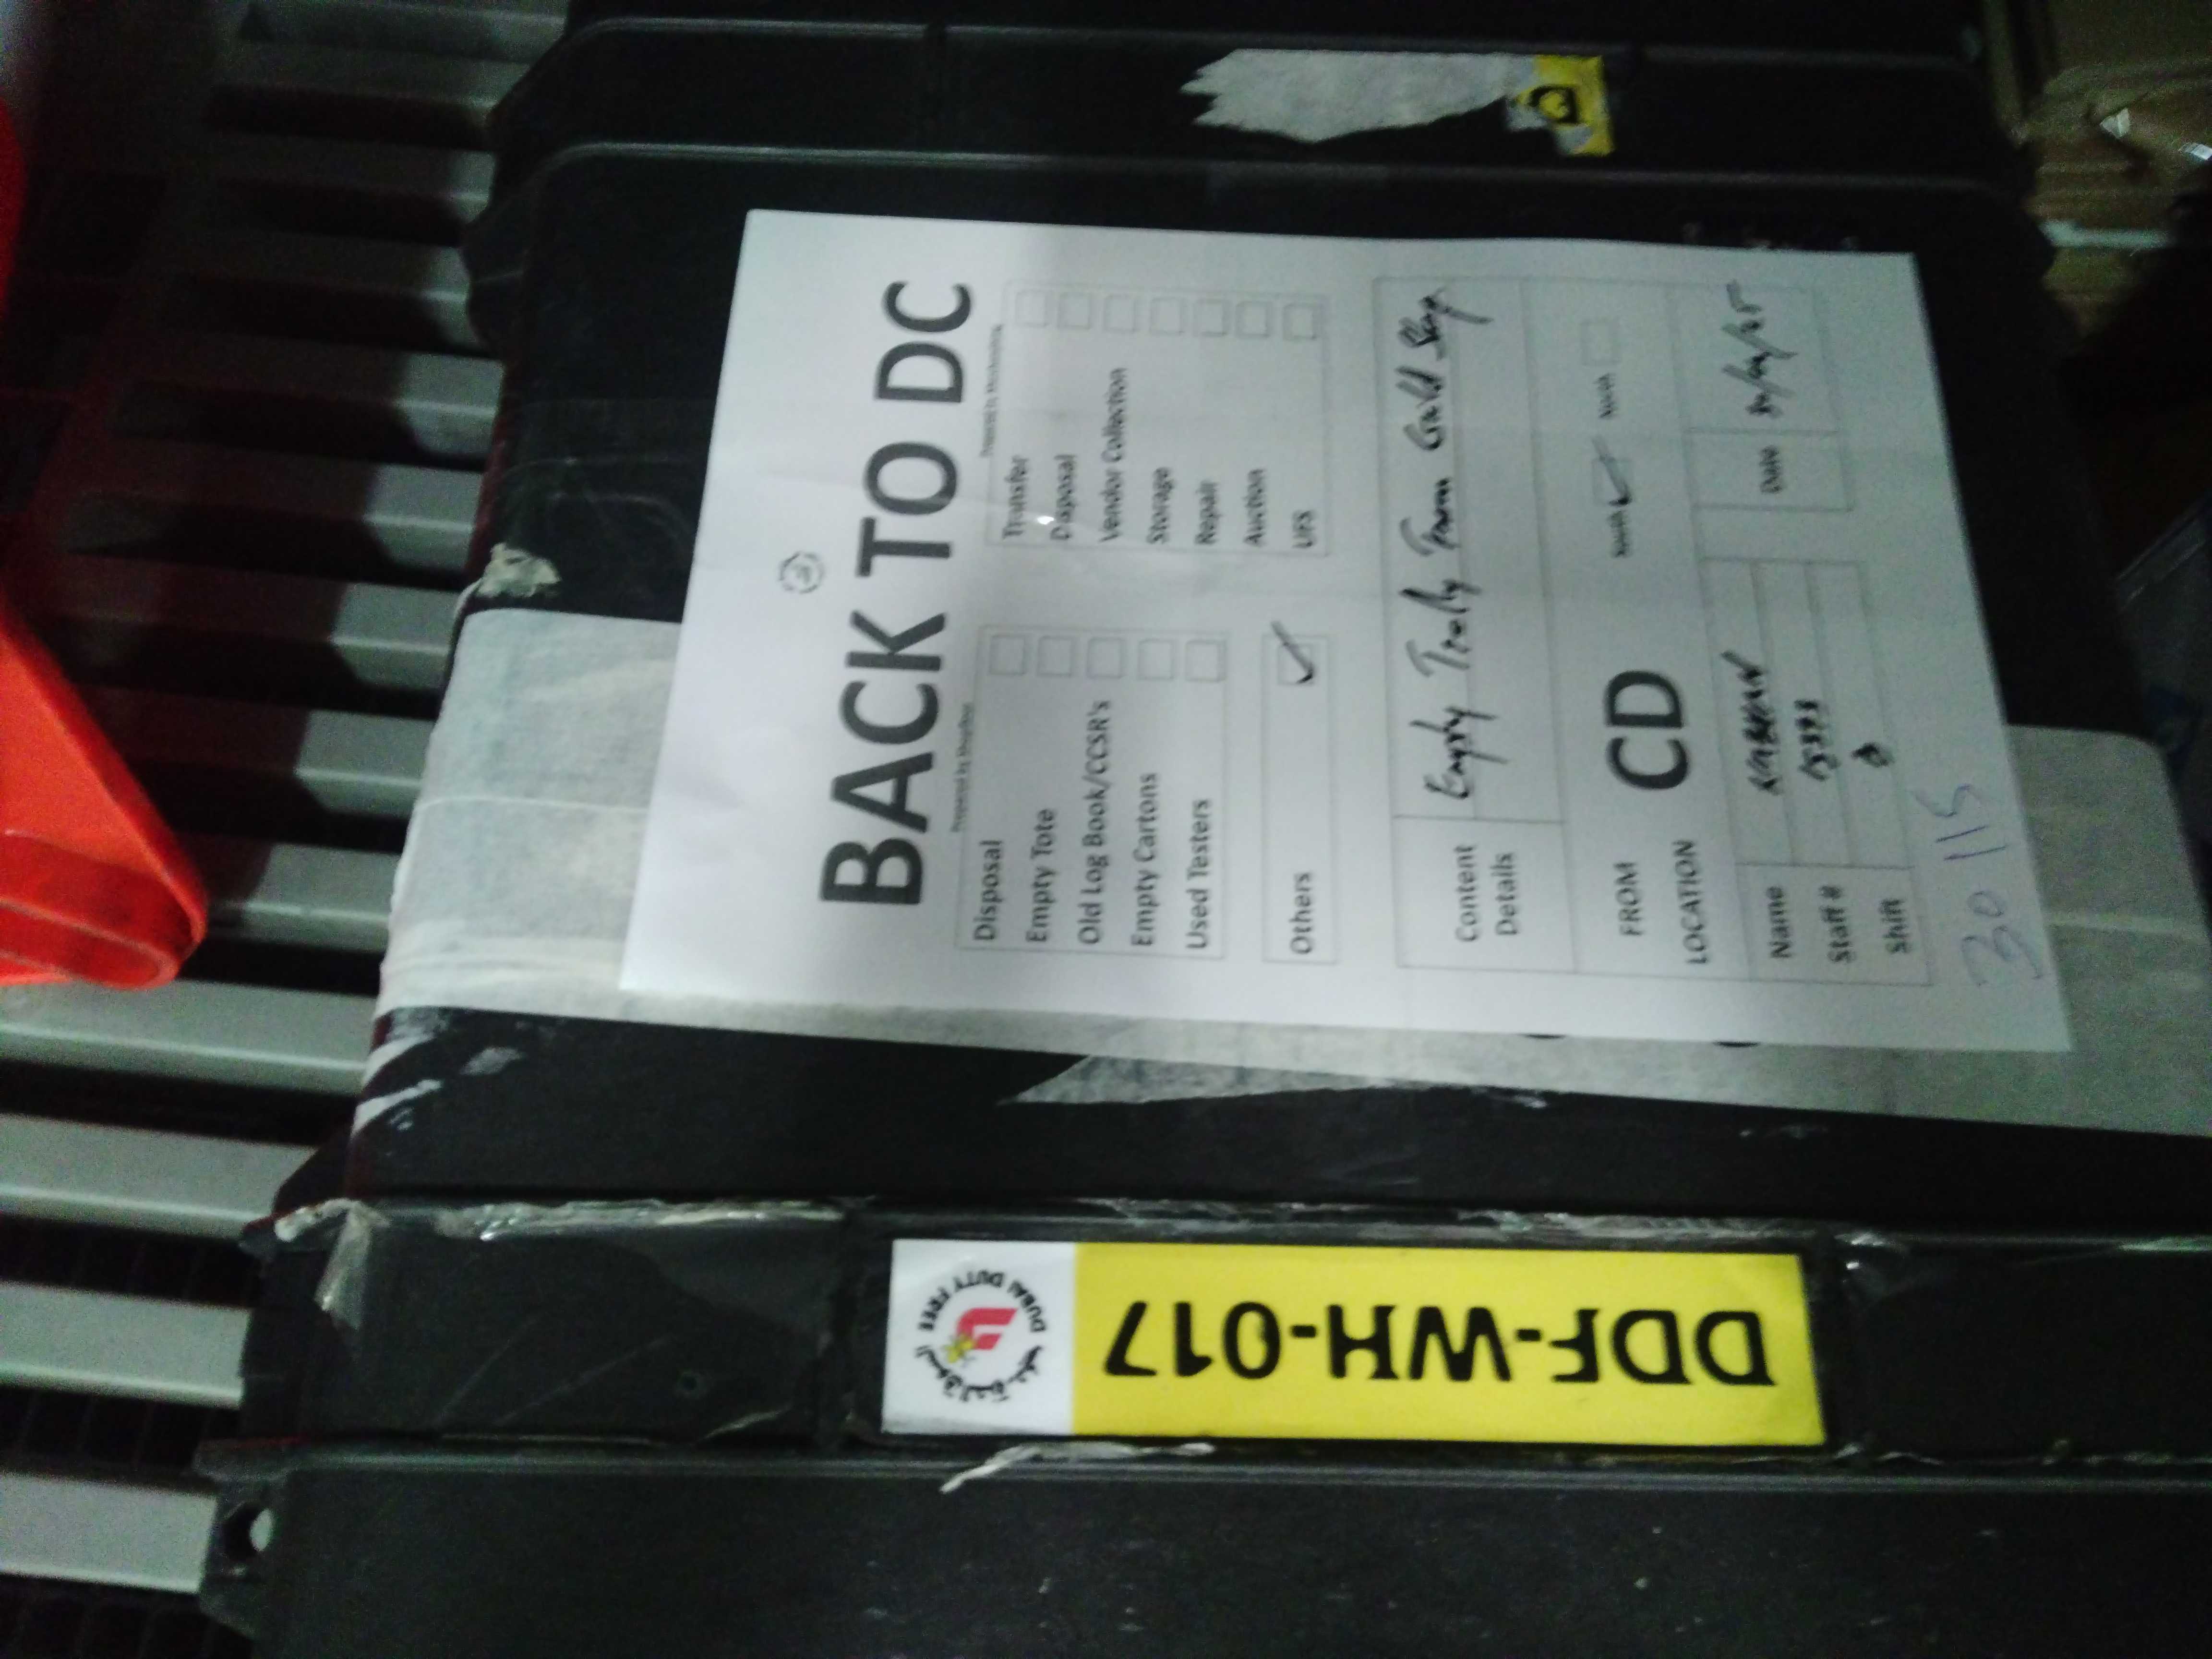 BACK TO DC
Disposal
Empty Tote
Old Log Book/CCSR's
Empty Cartons
Used Testers
Others
Transfer
Disposal
Vendor Collection
Storage
Repair
Auction
Content Details
Empty Trolly From Gold Shop
FROM LOCATION
CD
Name
Staff #
Shift
Date
30
DUBAI DUTY FREE
DDF-WH-017